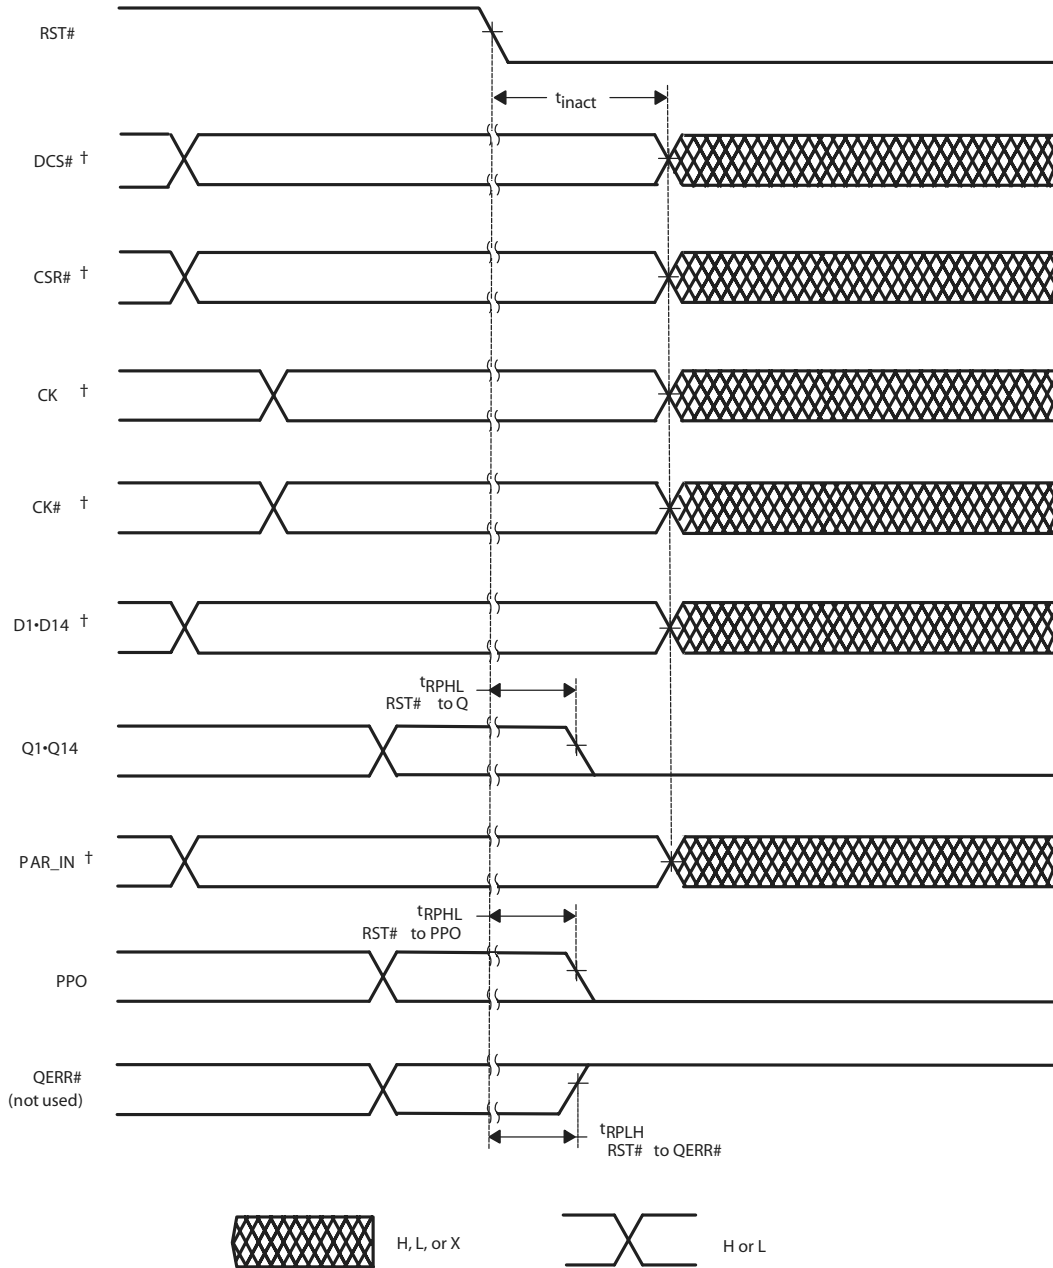 RST#
tinact
DCS# †
CSR# †
CK †
CK# †
D1•D14 †
tRPHL
RST# to Q
Q1•Q14
PAR_IN †
tRPHL
RST# to PPO
PPO
QERR#
(not used)
tRPLH
RST# to QERR#
H, L, or X
H or L